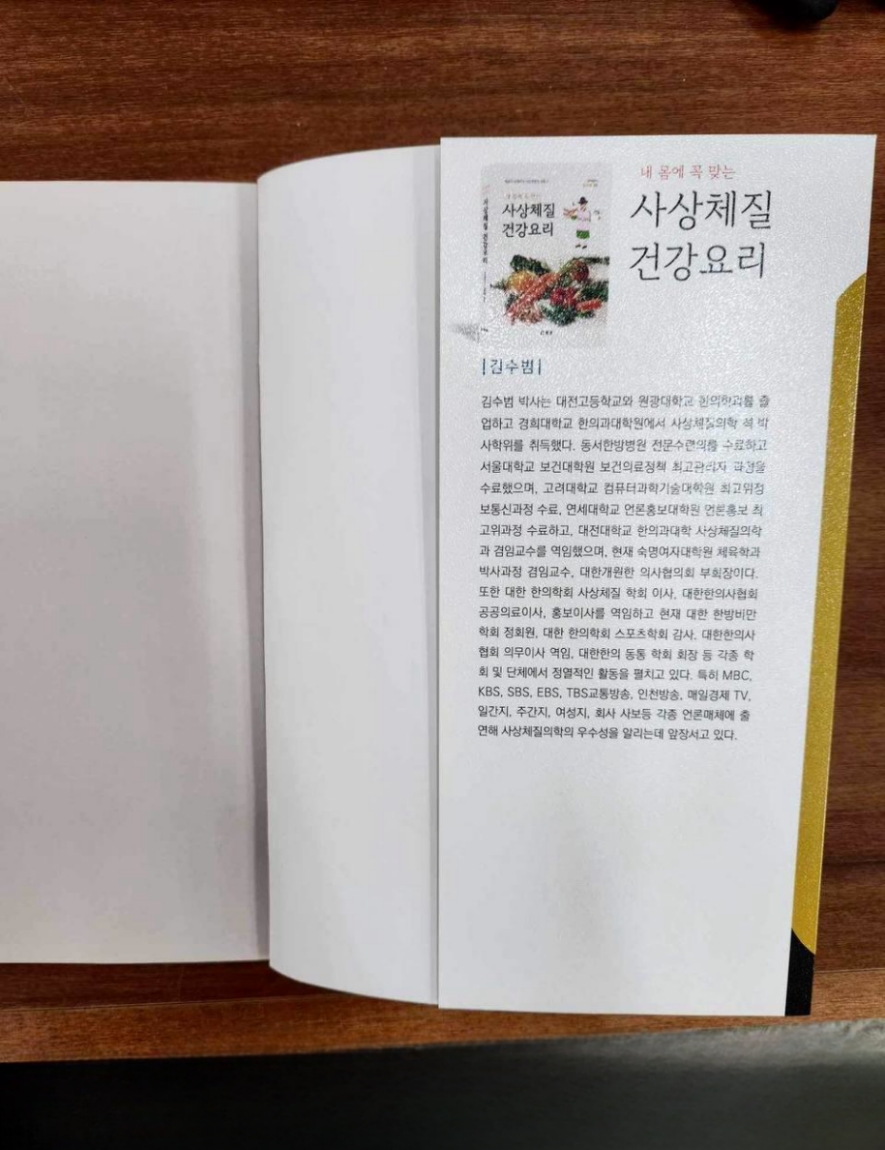 내 몸에 꼭 맞는
사상체질
건강요리
사상체질
건강요리
사상체질 건강요리
|김수범|
김수범 박사는 대전고등학교와 원광대학교 한의학과를 졸
업하고 경희대학교 한의과대학원에서 사상체질의학 석 박
사학위를 취득했다. 동서한방병원 전문수련의를 수료하고
서울대학교 보건대학원 보건의료정책 최고관리자 과정을
수료했으며, 고려대학교 컴퓨터과학기술대학원 최고위정
보통신과정 수료, 연세대학교 언론홍보대학원 언론홍보 최
고위과정 수료하고, 대전대학교 한의과대학 사상체질의학
과 겸임교수를 역임했으며, 현재 숙명여자대학원 체육학과
박사과정 겸임교수, 대한개원한 의사협의회 부회장이다.
또한 대한 한의학회 사상체질 학회 이사, 대한한의사협회
공공의료이사, 홍보이사를 역임하고 현재 대한 한방비만
학회 정회원, 대한 한의학회 스포츠학회 감사, 대한한의사
협회 의무이사 역임, 대한한의 동통 학회 회장 등 각종 학
회 및 단체에서 정열적인 활동을 펼치고 있다. 특히 MBC,
KBS, SBS, EBS, TBS교통방송, 인천방송, 매일경제 TV,
일간지, 주간지, 여성지, 회사 사보등 각종 언론매체에 출
연해 사상체질의학의 우수성을 알리는데 앞장서고 있다.